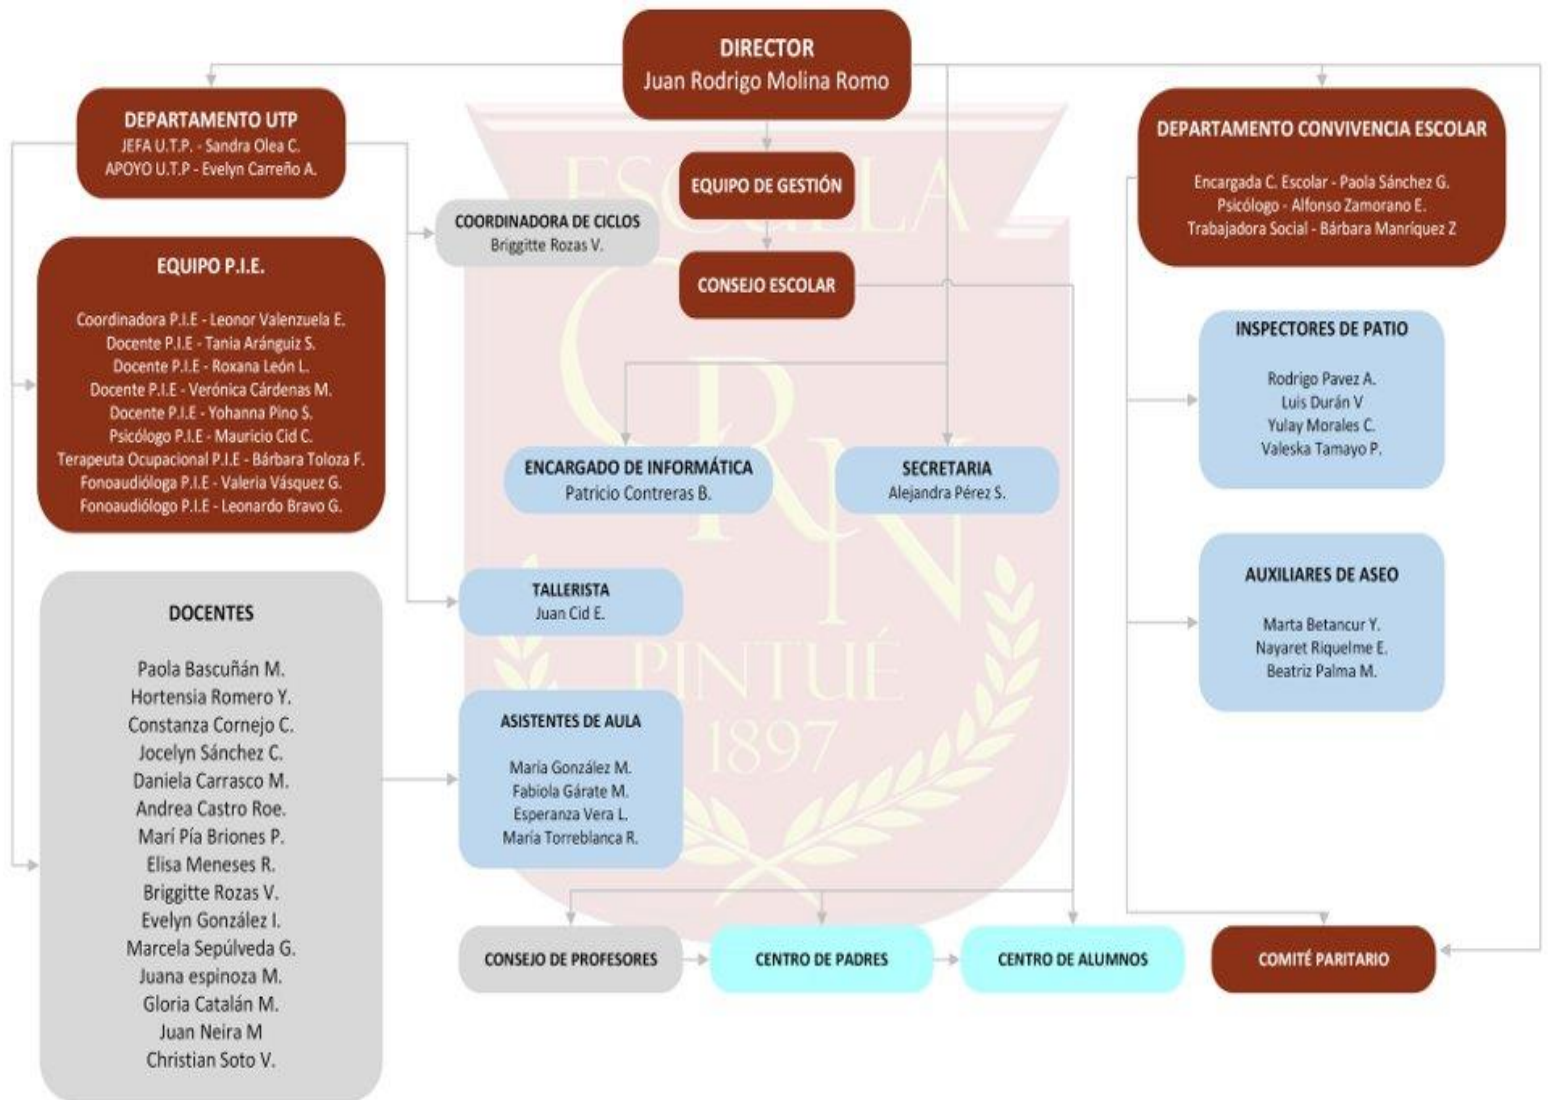 DIRECTOR
Juan Rodrigo Molina Romo
DEPARTAMENTO UTP
JEFA U.T.P. - Sandra Olea C.
APOYO U.T.P - Evelyn Carreño A.
DEPARTAMENTO CONVIVENCIA ESCOLAR
Encargada C. Escolar - Paola Sánchez G.
Psicólogo - Alfonso Zamorano E.
Trabajadora Social - Bárbara Manríquez Z
EQUIPO DE GESTIÓN
COORDINADORA DE CICLOS
Briggitte Rozas V.
CONSEJO ESCOLAR
EQUIPO P.I.E.
Coordinadora P.I.E - Leonor Valenzuela E.
Docente P.I.E - Tania Aránguiz S.
Docente P.I.E - Roxana León L.
Docente P.I.E - Verónica Cárdenas M.
Docente P.I.E - Yohanna Pino S.
Psicólogo P.I.E - Mauricio Cid C.
Terapeuta Ocupacional P.I.E - Bárbara Toloza F.
Fonoaudióloga P.I.E - Valeria Vásquez G.
Fonoaudiólogo P.I.E - Leonardo Bravo G.
INSPECTORES DE PATIO
Rodrigo Pavez A.
Luis Durán V
Yulay Morales C.
Valeska Tamayo P.
ENCARGADO DE INFORMÁTICA
Patricio Contreras B.
SECRETARIA
Alejandra Pérez S.
AUXILIARES DE ASEO
Marta Betancur Y.
Nayaret Riquelme E.
Beatriz Palma M.
TALLERISTA
Juan Cid E.
DOCENTES
Paola Bascuñán M.
Hortensia Romero Y.
Constanza Cornejo C.
Jocelyn Sánchez C.
Daniela Carrasco M.
Andrea Castro Roe.
Marí Pía Briones P.
Elisa Meneses R.
Briggitte Rozas V.
Evelyn González I.
Marcela Sepúlveda G.
Juana espinoza M.
Gloria Catalán M.
Juan Neira M
Christian Soto V.
ASISTENTES DE AULA
Maria González M.
Fabiola Gárate M.
Esperanza Vera L.
María Torreblanca R.
CONSEJO DE PROFESORES
CENTRO DE PADRES
CENTRO DE ALUMNOS
COMITÉ PARITARIO
ESCUELA
CRN
PINTUÉ
1897